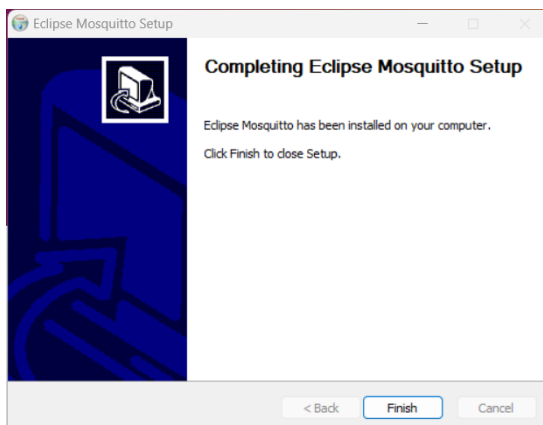 Eclipse Mosquitto Setup
Completing Eclipse Mosquitto Setup
Eclipse Mosquitto has been installed on your computer.
Click Finish to close Setup.
< Back
Finish
Cancel